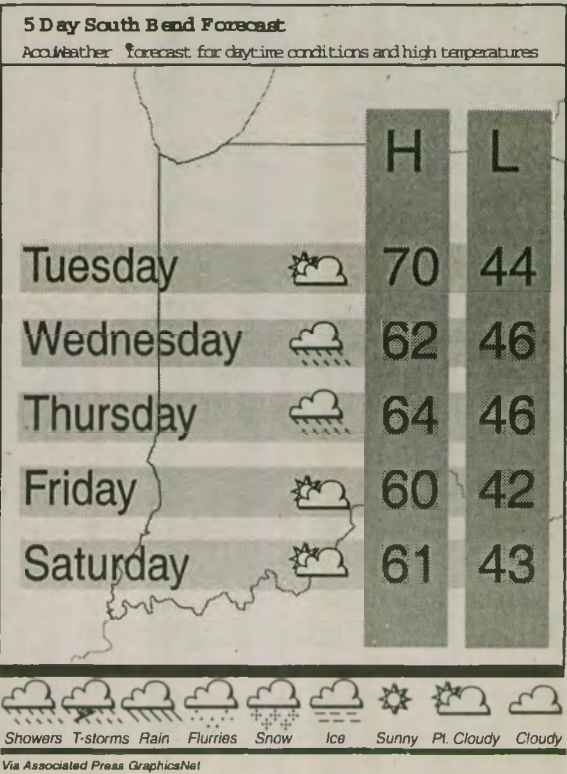 5 Day South Bend Forecast
AccuWeather forecast for daytime conditions and high temperatures
H L
Tuesday 70 44
Wednesday 62 46
Thursday 64 46
Friday 60 42
Saturday 61 43
Showers T-storms Rain Flurries Snow Ice Sunny Pt. Cloudy Cloudy
Via Associated Press GraphicsNet